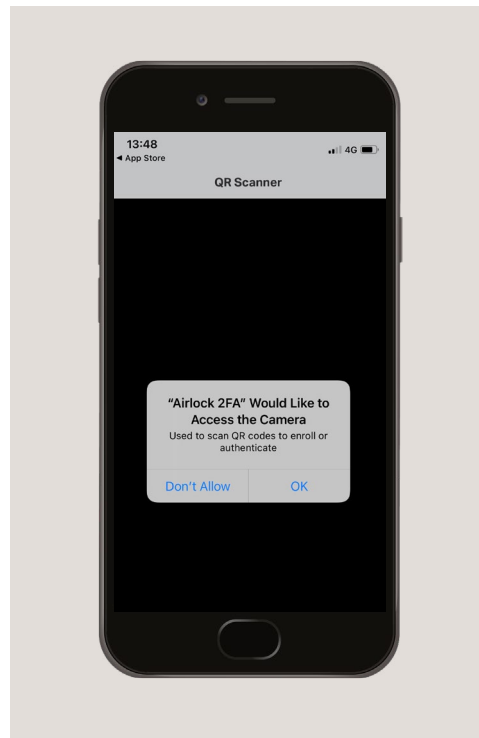 13:48
4G
◀ App Store
QR Scanner
“Airlock 2FA” Would Like to
Access the Camera
Used to scan QR codes to enroll or
authenticate
Don’t Allow
OK